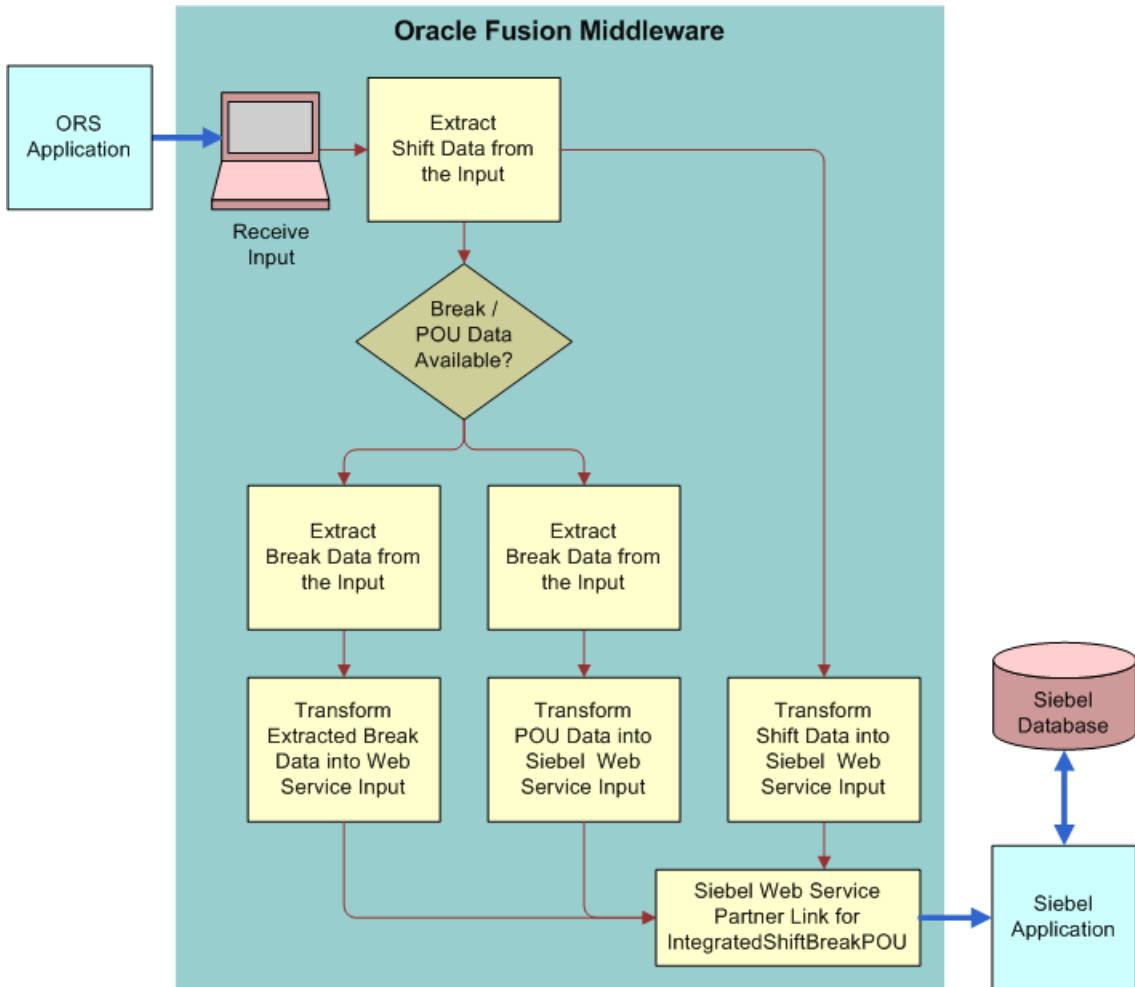 Oracle Fusion Middleware
ORS
Application
Receive
Input
Extract
Shift Data from
the Input
Break /
POU Data
Available?
Extract
Break Data from
the Input
Extract
Break Data from
the Input
Transform
Extracted Break
Data into Web
Service Input
Transform
POU Data into
Siebel Web
Service Input
Transform
Shift Data into
Siebel Web
Service Input
Siebel Web Service
Partner Link for
IntegratedShiftBreakPOU
Siebel
Database
Siebel
Application